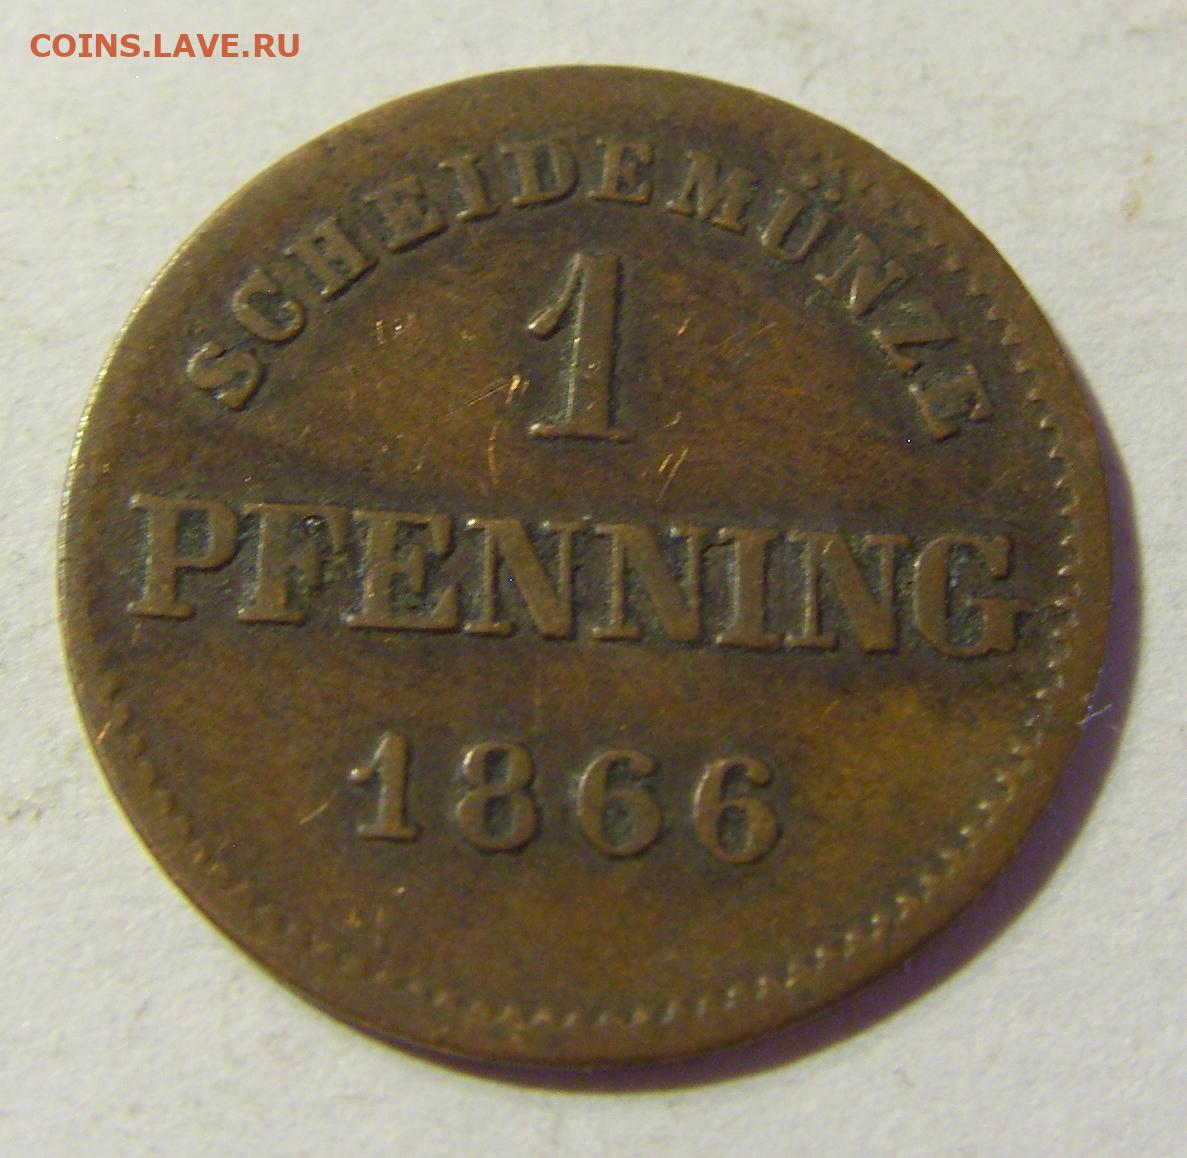 COINS.LAVE.RU
SCHEIDEMÜNZE
1
PFENNING
1866